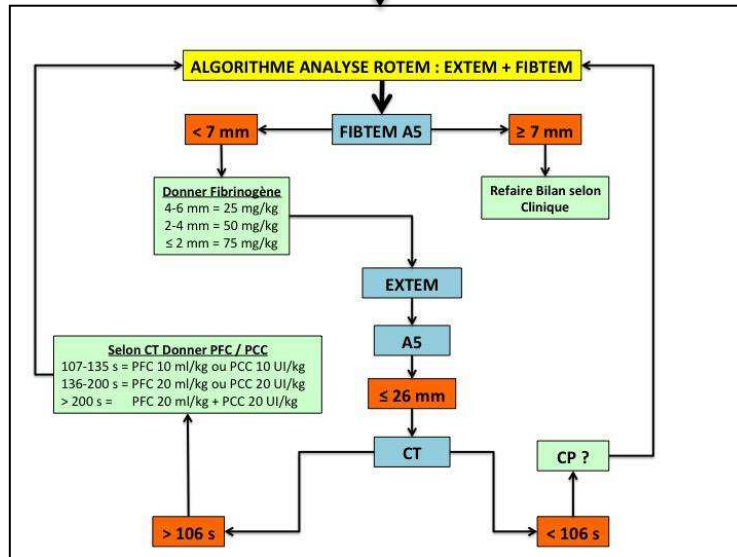 ALGORITHME ANALYSE ROTEM : EXTEM + FIBTEM
< 7 mm
FIBTEM A5
≥ 7 mm
Donner Fibrinogène
4-6 mm = 25 mg/kg
2-4 mm = 50 mg/kg
≤ 2 mm = 75 mg/kg
Refaire Bilan selon
Clinique
EXTEM
A5
Selon CT Donner PFC / PCC
107-135 s = PFC 10 ml/kg ou PCC 10 UI/kg
136-200 s = PFC 20 ml/kg ou PCC 20 UI/kg
> 200 s = PFC 20 ml/kg + PCC 20 UI/kg
≤ 26 mm
CT
CP ?
> 106 s
< 106 s